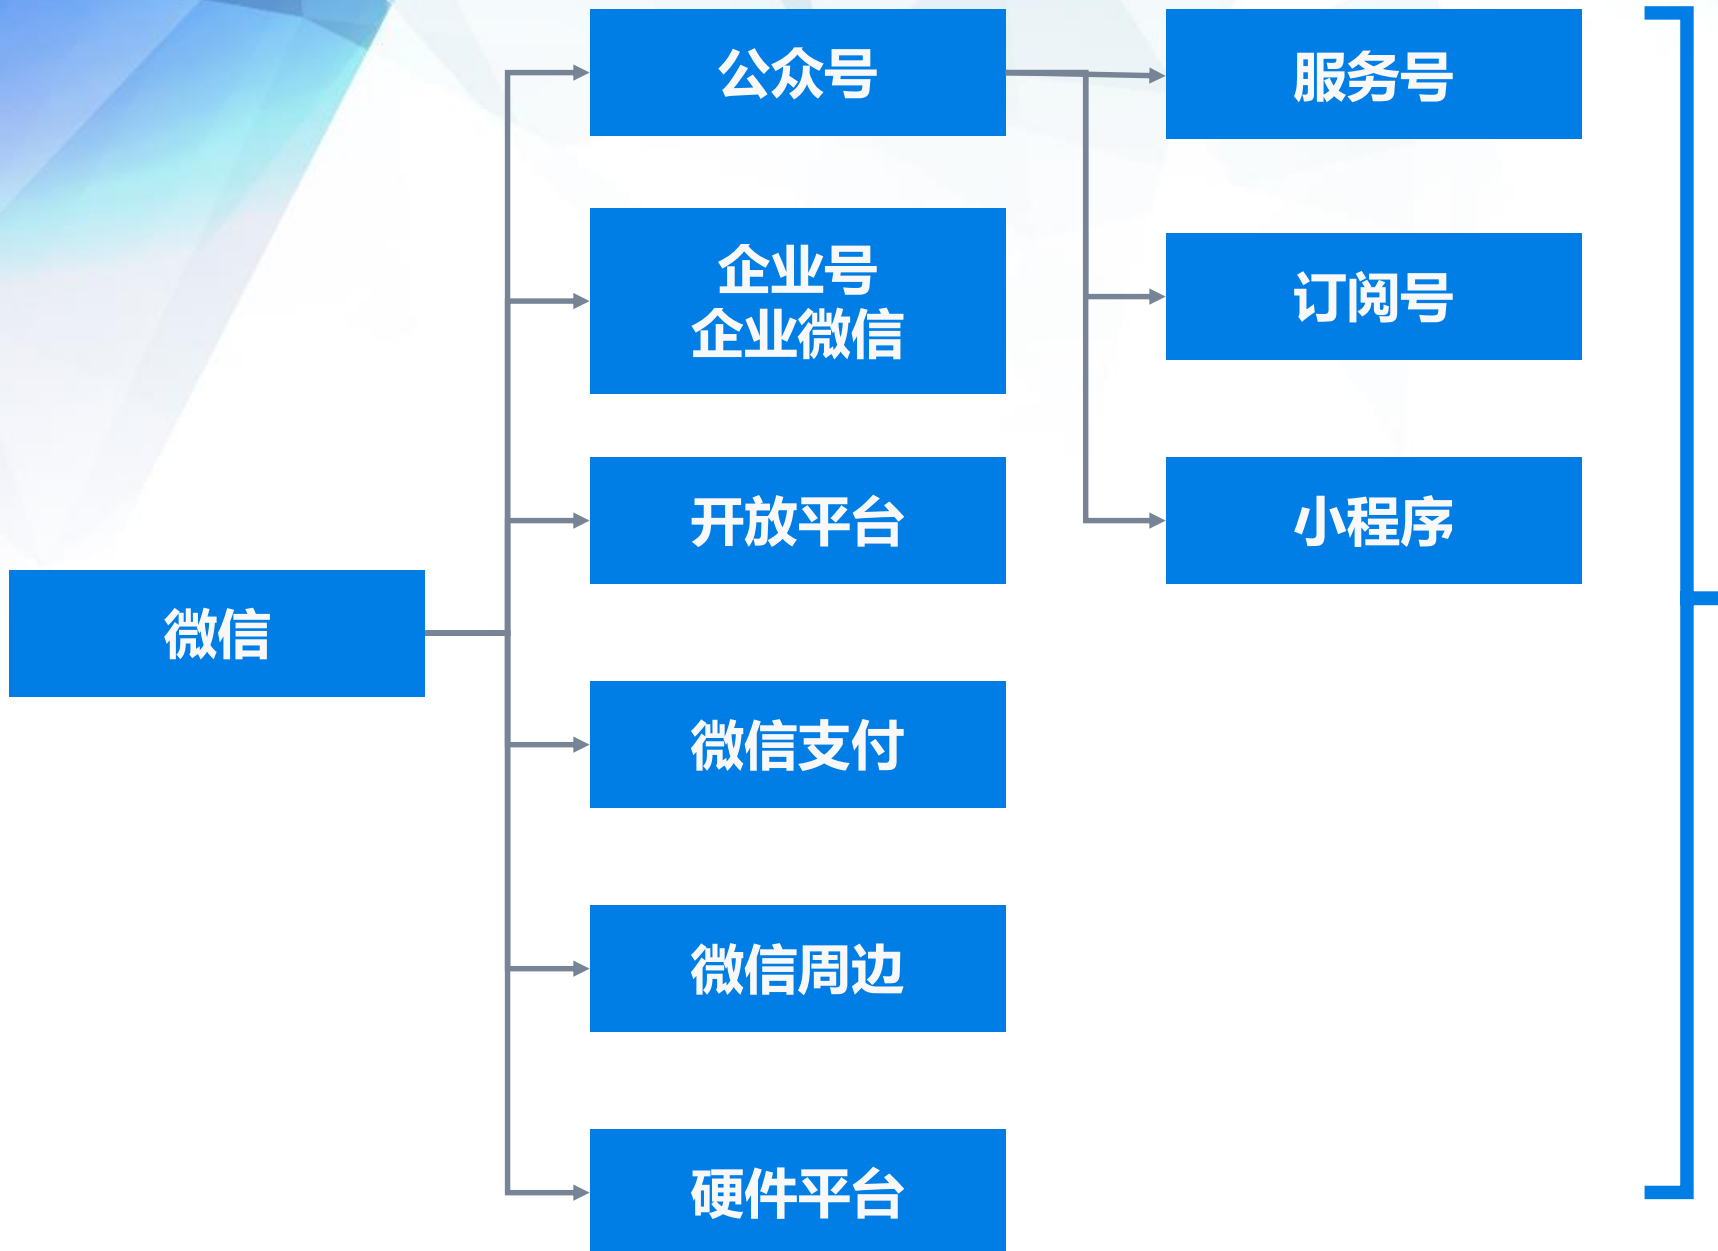 微信
公众号
企业号
企业微信
开放平台
微信支付
微信周边
硬件平台
服务号
订阅号
小程序